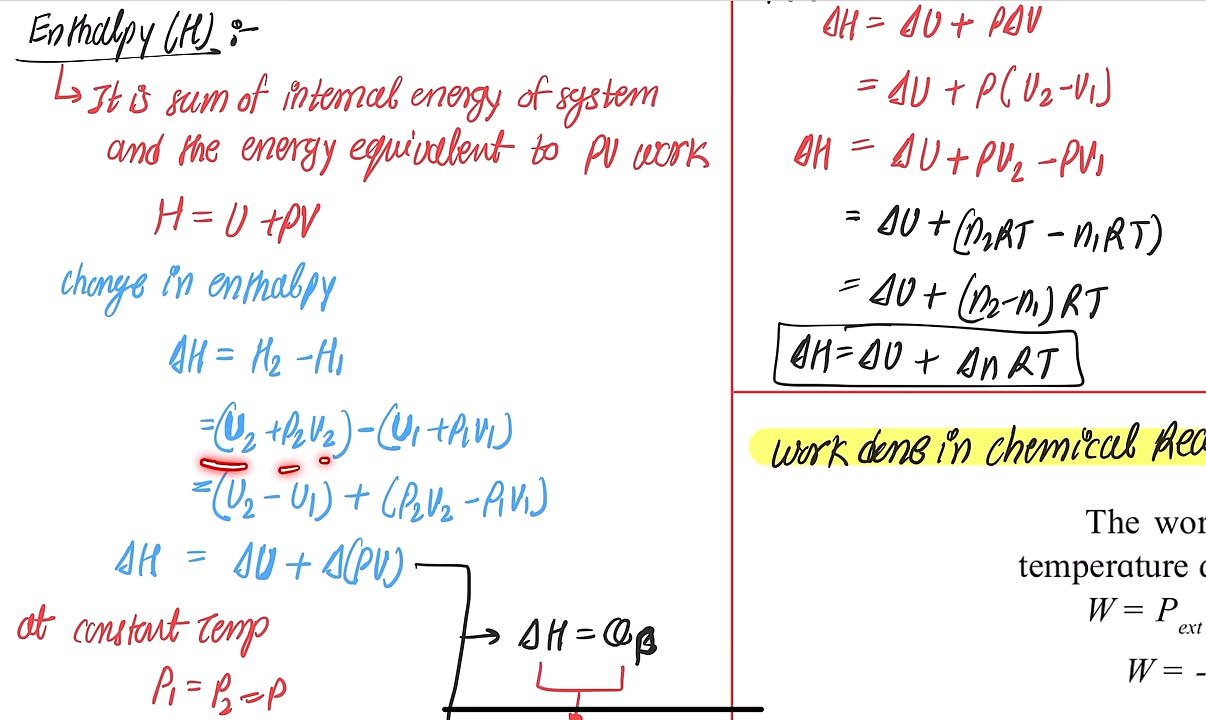 Enthalpy (H) :-
↳ It is sum of internal energy of system
and the energy equivalent to PV work
H = U + PV
change in enthalpy
ΔH = H₂ - H₁
= (U₂ + P₂V₂) - (U₁ + P₁V₁)
= (U₂ - U₁) + (P₂V₂ - P₁V₁)
ΔH = ΔU + Δ(PV)
→ ΔH = Qp
at constant Temp
P₁ = P₂ = P
ΔH = ΔU + PΔV
= ΔU + P(V₂-V₁)
ΔH = ΔU + PV₂ - PV₁
= ΔU + (n₂RT - n₁RT)
= ΔU + (n₂-n₁)RT
ΔH = ΔU + Δn RT
work done in chemical Rea
The wor
temperature
W = P ext
W = -